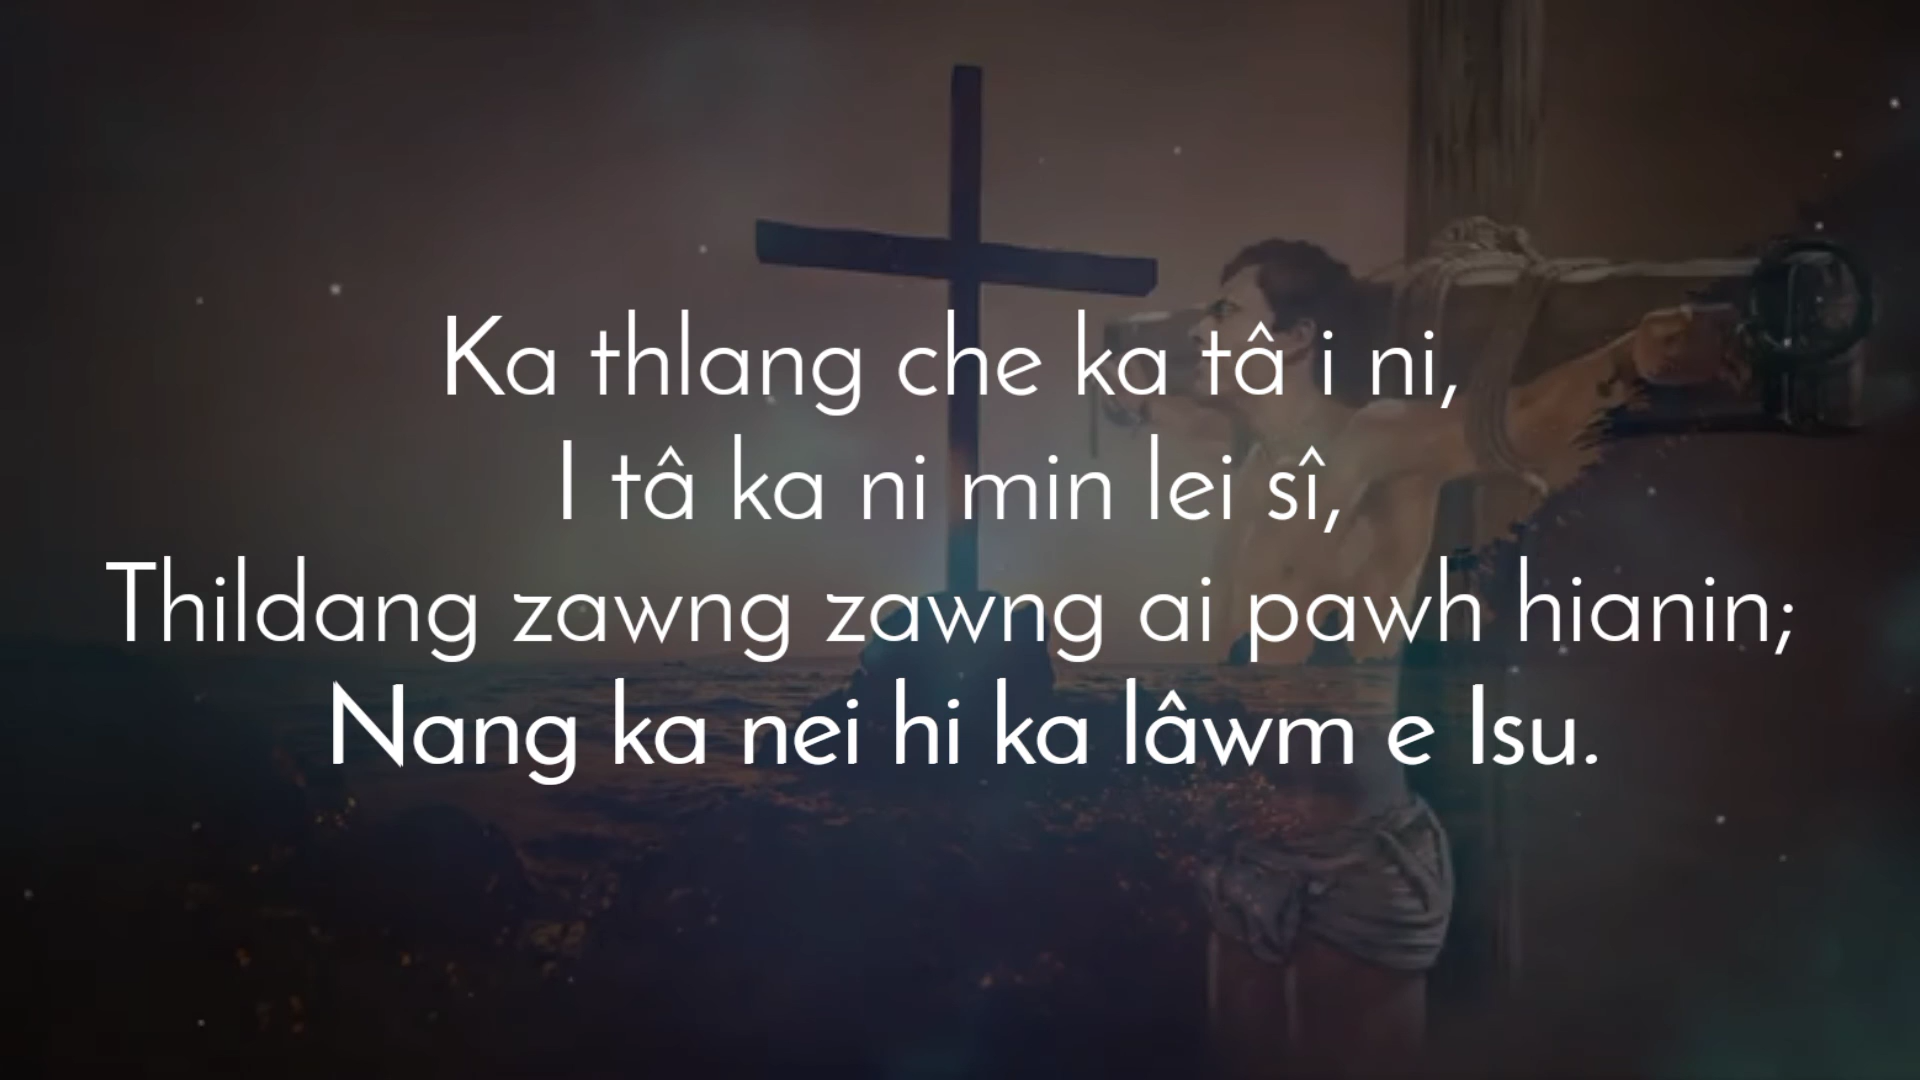 Ka thlang che ka tâ i ni,
I tâ ka ni min lei sî,
Thildang zawng zawng ai pawh hianin;
Nang ka nei hi ka lâwm e Isu.